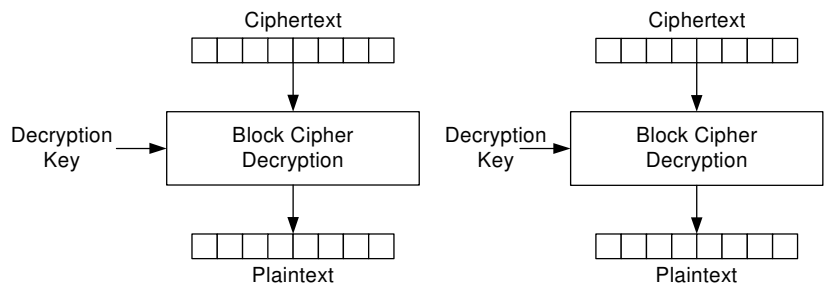 Ciphertext
Ciphertext
Decryption
Key
Block Cipher
Decryption
Decryption
Key
Block Cipher
Decryption
Plaintext
Plaintext